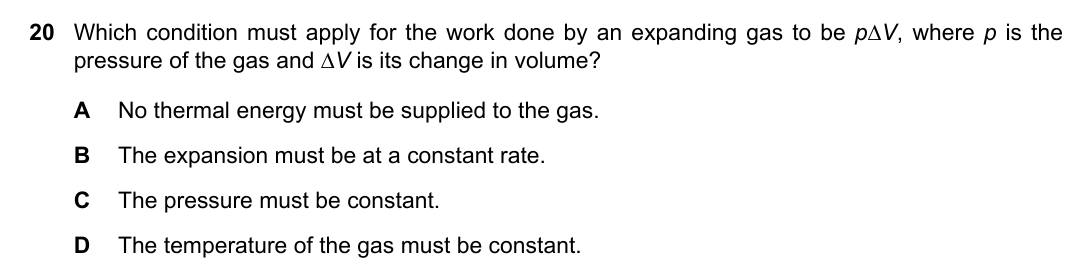 20 Which condition must apply for the work done by an expanding gas to be pΔV, where p is the
pressure of the gas and ΔV is its change in volume?
A No thermal energy must be supplied to the gas.
B The expansion must be at a constant rate.
C The pressure must be constant.
D The temperature of the gas must be constant.